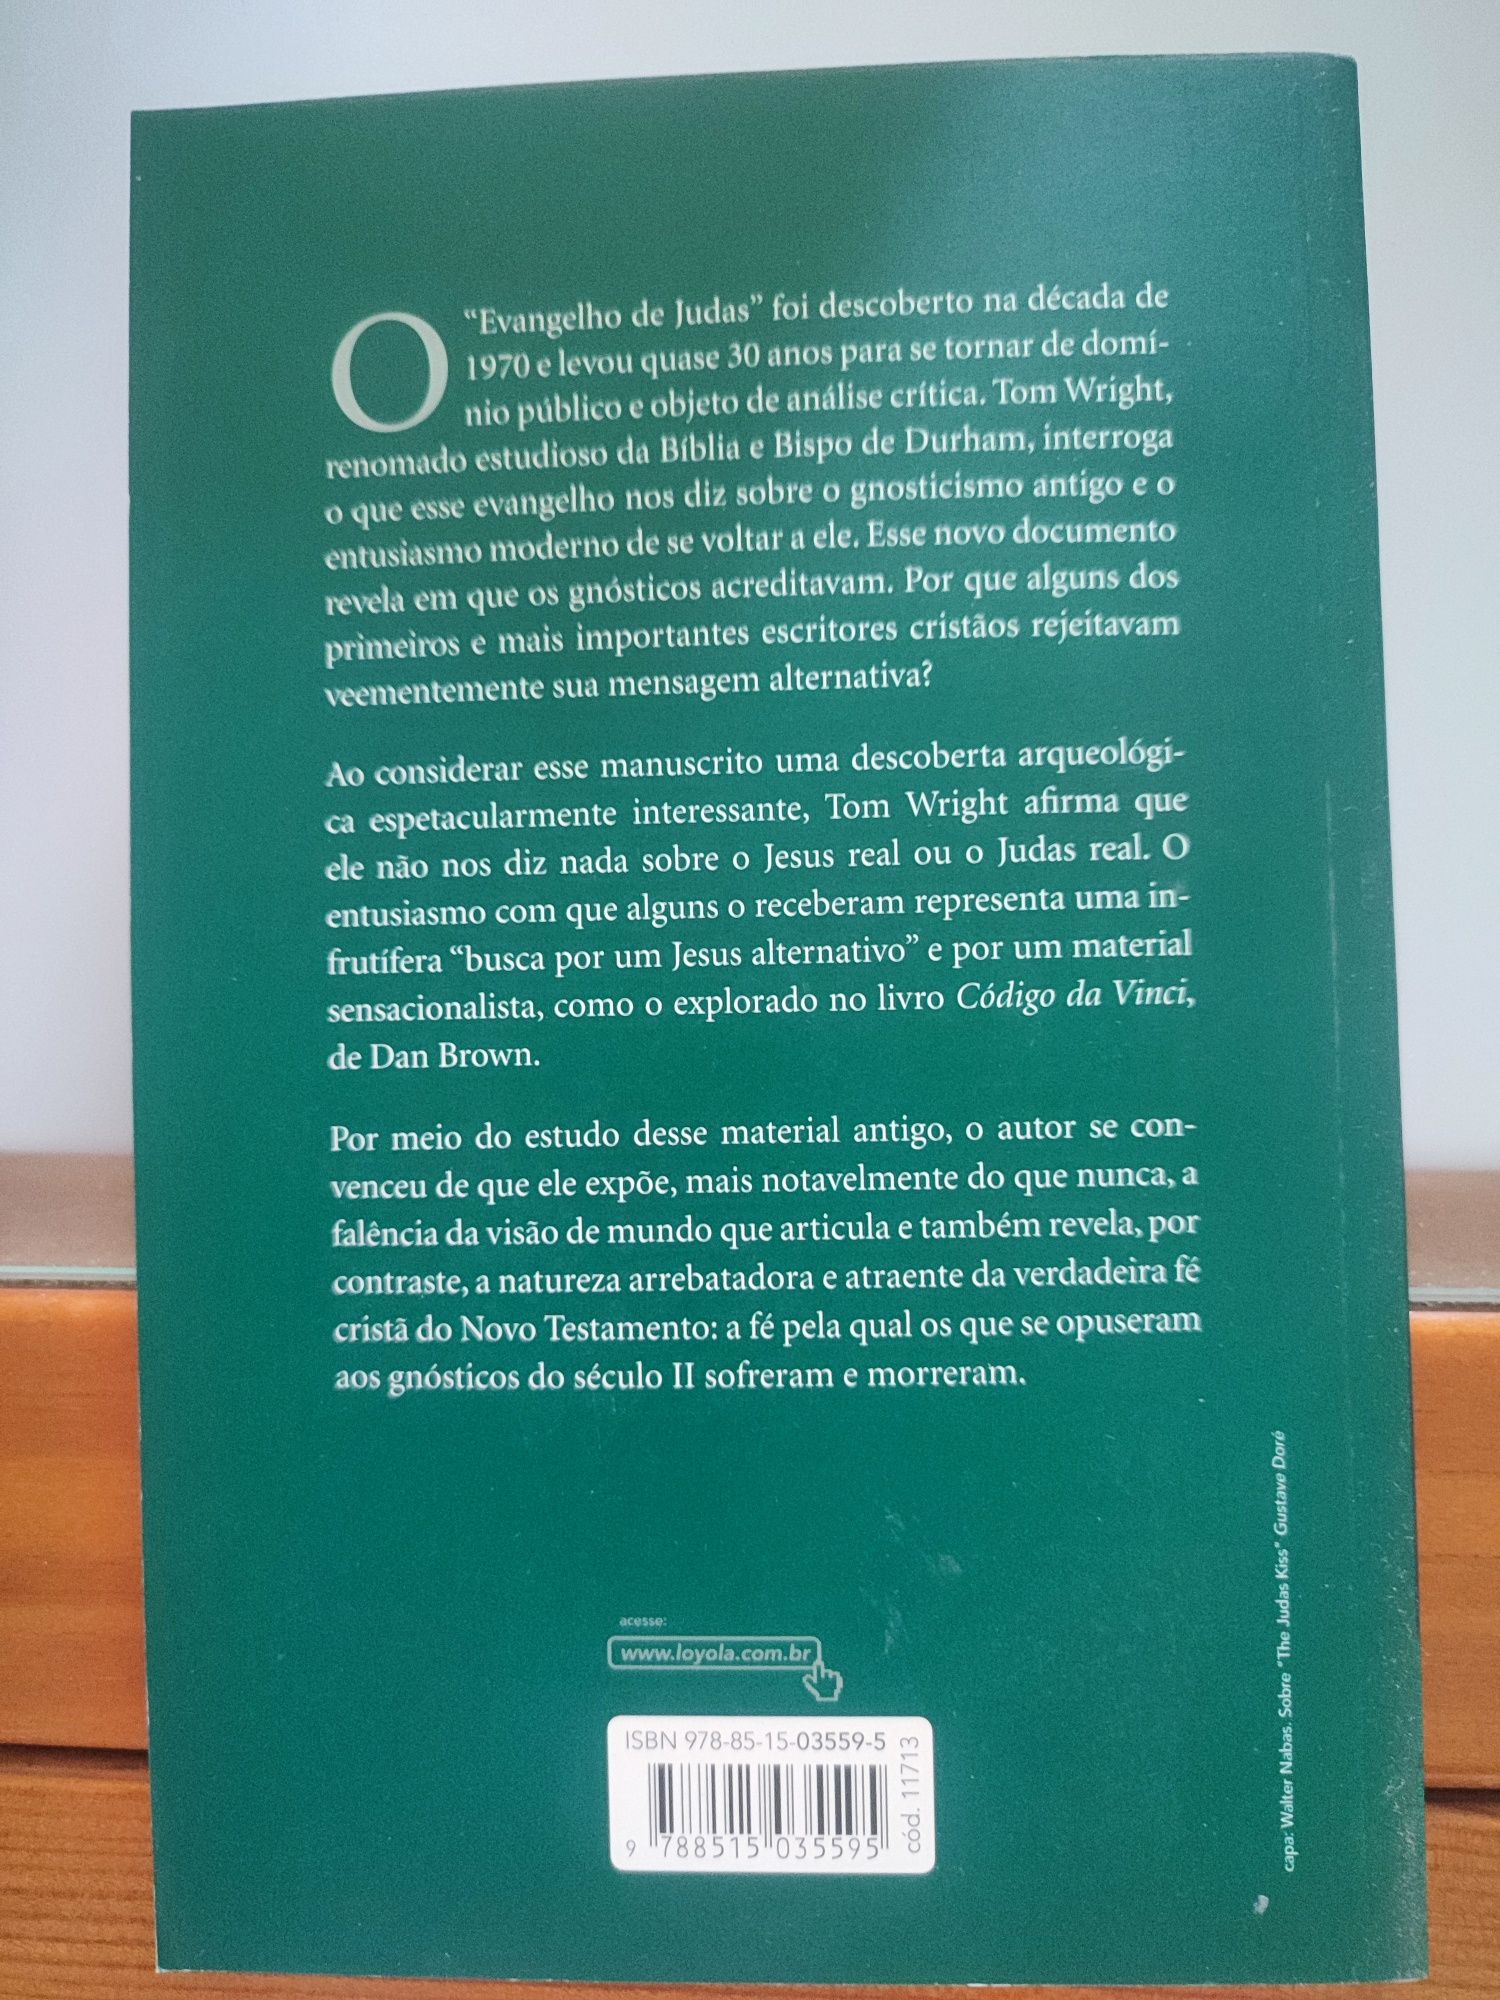 O “Evangelho de Judas” foi descoberto na década de
1970 e levou quase 30 anos para se tornar de domí-
nio público e objeto de análise crítica. Tom Wright,
renomado estudioso da Bíblia e Bispo de Durham, interroga
o que esse evangelho nos diz sobre o gnosticismo antigo e o
entusiasmo moderno de se voltar a ele. Esse novo documento
revela em que os gnósticos acreditavam. Por que alguns dos
primeiros e mais importantes escritores cristãos rejeitavam
veementemente sua mensagem alternativa?
Ao considerar esse manuscrito uma descoberta arqueológi-
ca espetacularmente interessante, Tom Wright afirma que
ele não nos diz nada sobre o Jesus real ou o Judas real. O
entusiasmo com que alguns o receberam representa uma in-
frutífera “busca por um Jesus alternativo” e por um material
sensacionalista, como o explorado no livro Código da Vinci,
de Dan Brown.
Por meio do estudo desse material antigo, o autor se con-
venceu de que ele expõe, mais notavelmente do que nunca, a
falência da visão de mundo que articula e também revela, por
contraste, a natureza arrebatadora e atraente da verdadeira fé
cristã do Novo Testamento: a fé pela qual os que se opuseram
aos gnósticos do século II sofreram e morreram.
acesse:
www.loyola.com.br
ISBN 978-85-15-03559-5
9 788515 035595
cód. 11713
capa: Walter Nabas. Sobre "The Judas Kiss" Gustave Doré